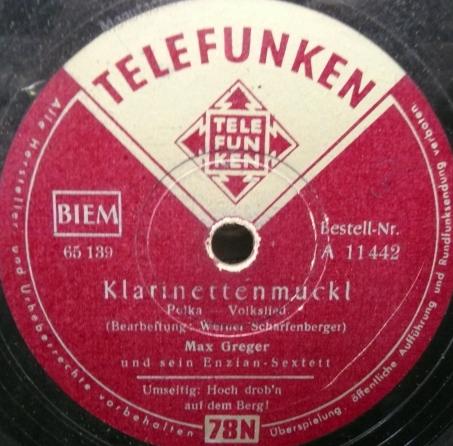 TELEFUNKEN
TELE
FUN
KEN
BIEM
65 139
Bestell-Nr.
A 11442
Klarinettenmuckl
Polka - Volkslied
(Bearbeitung: Werner Scharfenberger)
Max Greger
und sein Enzian-Sextett
Umseitig: Hoch drob'n
auf dem Berg!
78N
Alle Hersteller- und Urheberrechte vorbehalten
Überspielung, öffentliche Aufführung und Rundfunksendung verboten